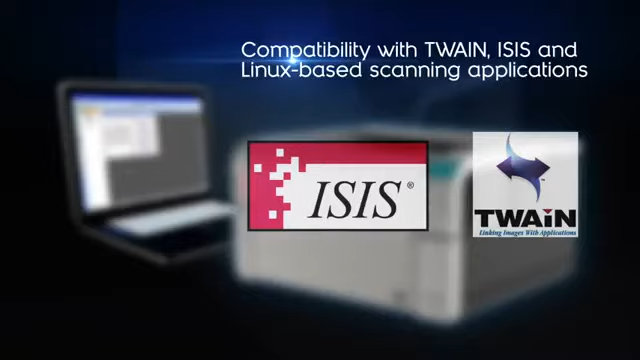 Compatibility with TWAIN, ISIS and
Linux-based scanning applications
ISIS®
TWAIN
Linking Images With Applications